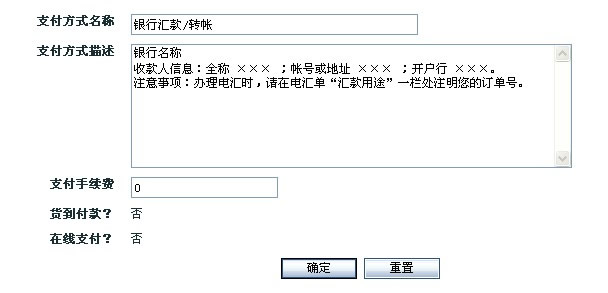 支付方式名称 银行汇款/转帐
支付方式描述 银行名称
收款人信息：全称 ××× ；帐号或地址 ××× ；开户行 ×××。
注意事项：办理电汇时，请在电汇单“汇款用途”一栏处注明您的订单号。
支付手续费 0
货到付款？ 否
在线支付？ 否
确定 重置